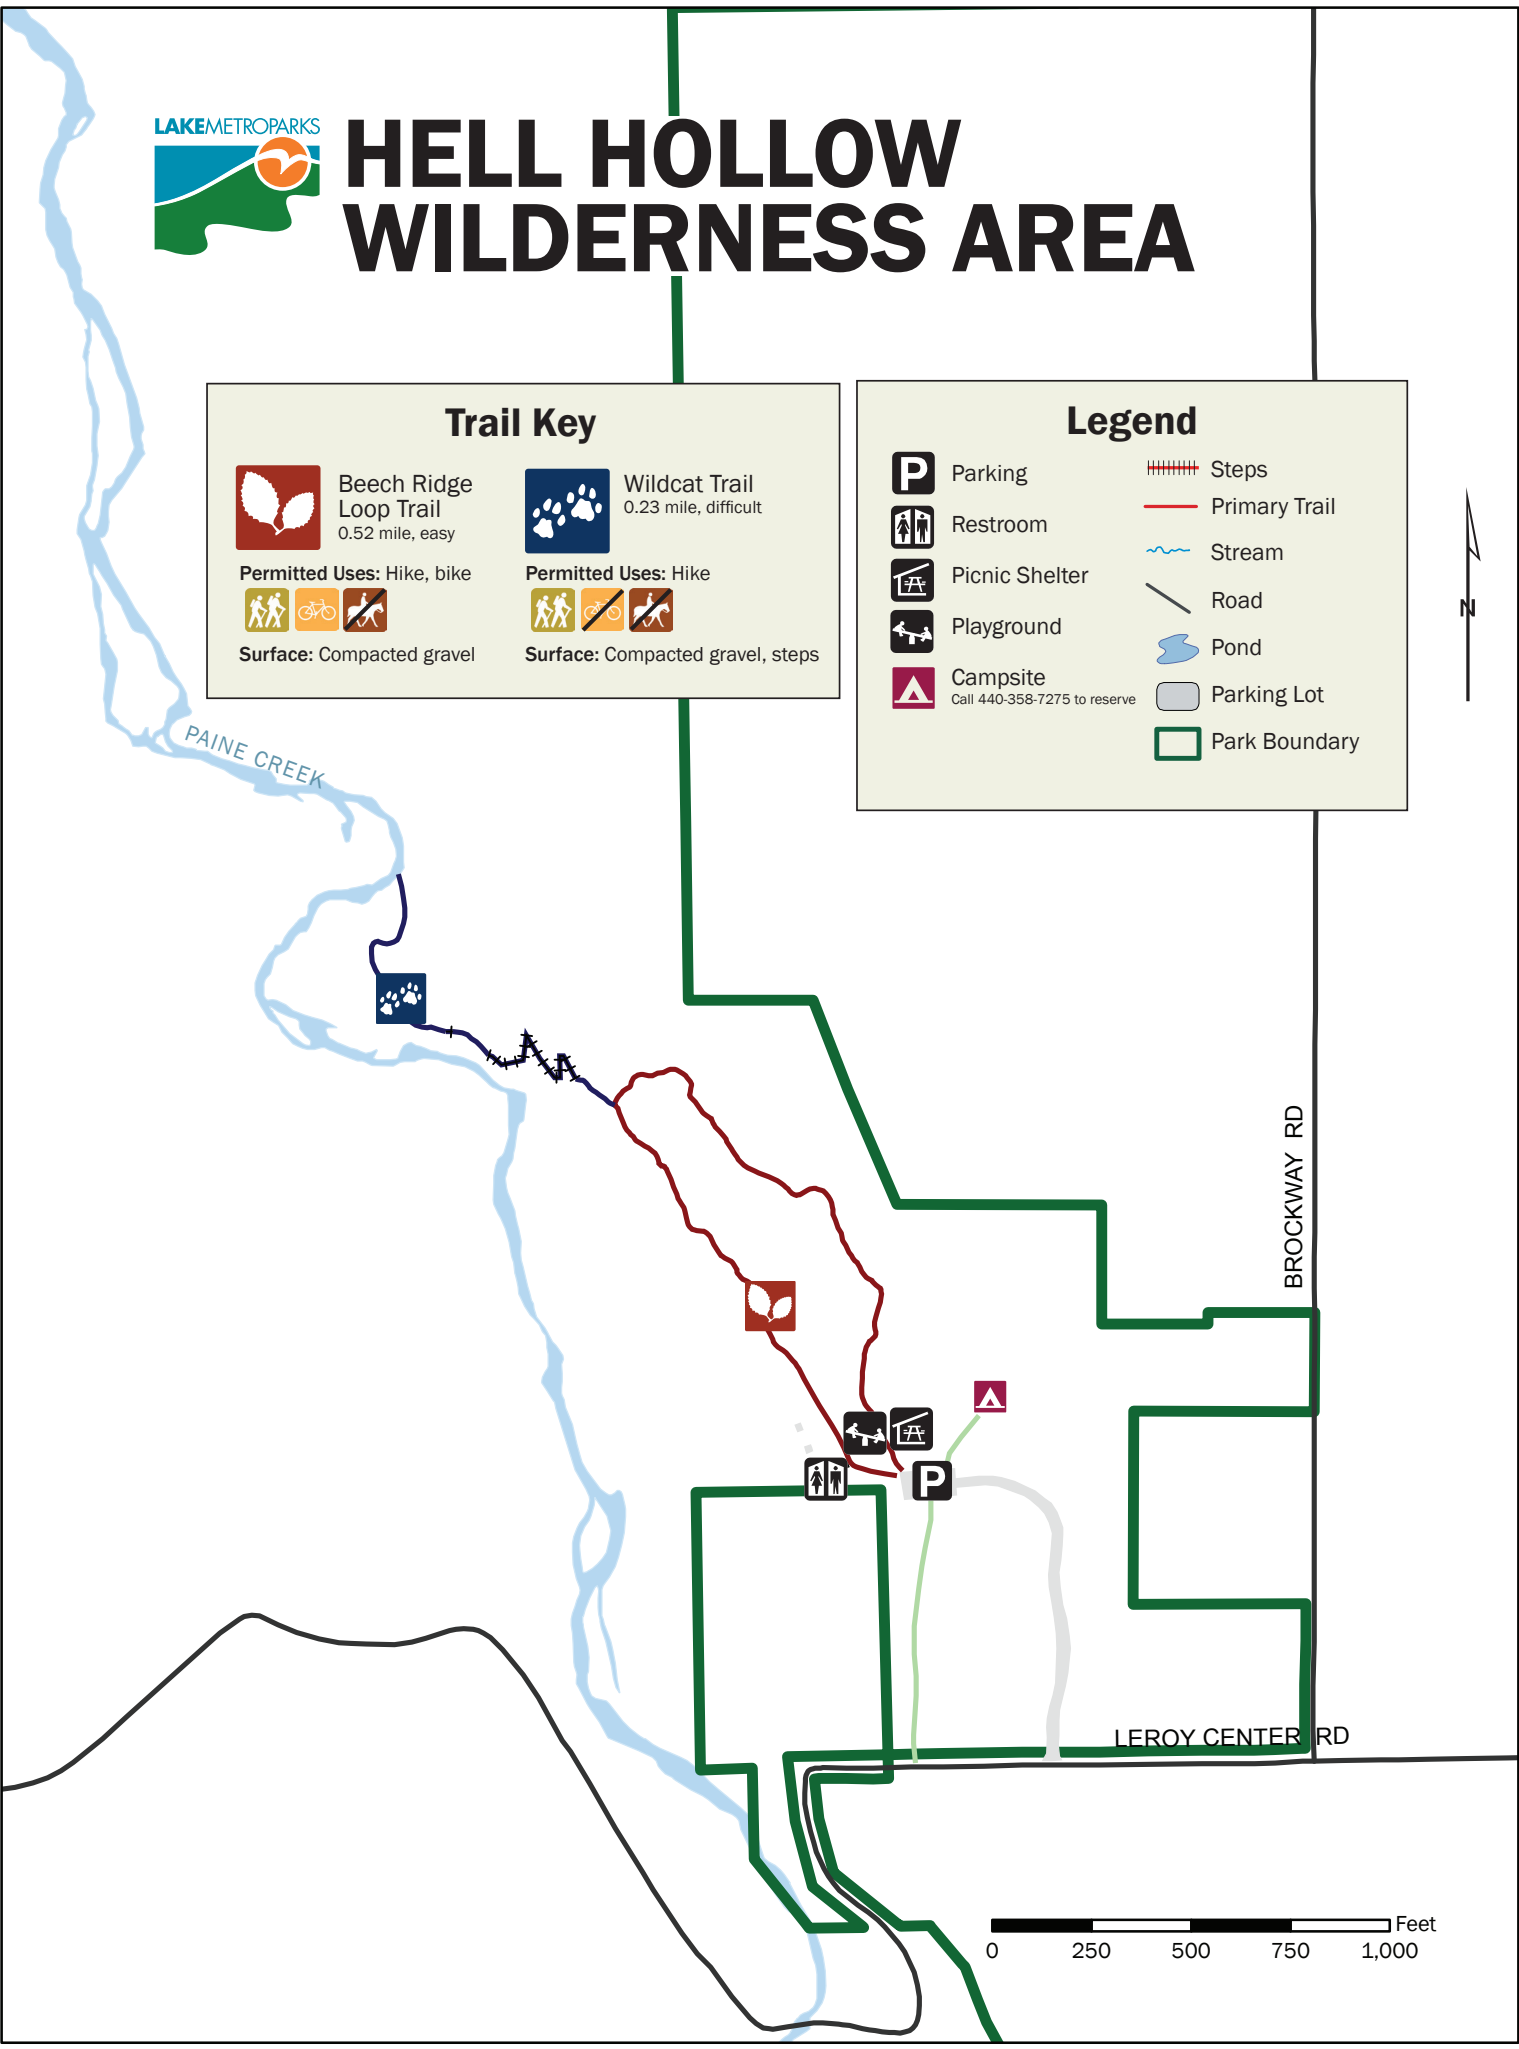 LAKEMETROPARKS
HELL HOLLOW
WILDERNESS AREA
Trail Key
Beech Ridge
Loop Trail
0.52 mile, easy
Permitted Uses: Hike, bike
Surface: Compacted gravel
Wildcat Trail
0.23 mile, difficult
Permitted Uses: Hike
Surface: Compacted gravel, steps
Legend
P
Parking
Restroom
Picnic Shelter
Playground
Campsite
Call 440-358-7275 to reserve
Steps
Primary Trail
Stream
Road
Pond
Parking Lot
Park Boundary
N
PAINE CREEK
BROCKWAY RD
P
LEROY CENTER RD
Feet
0 250 500 750 1,000